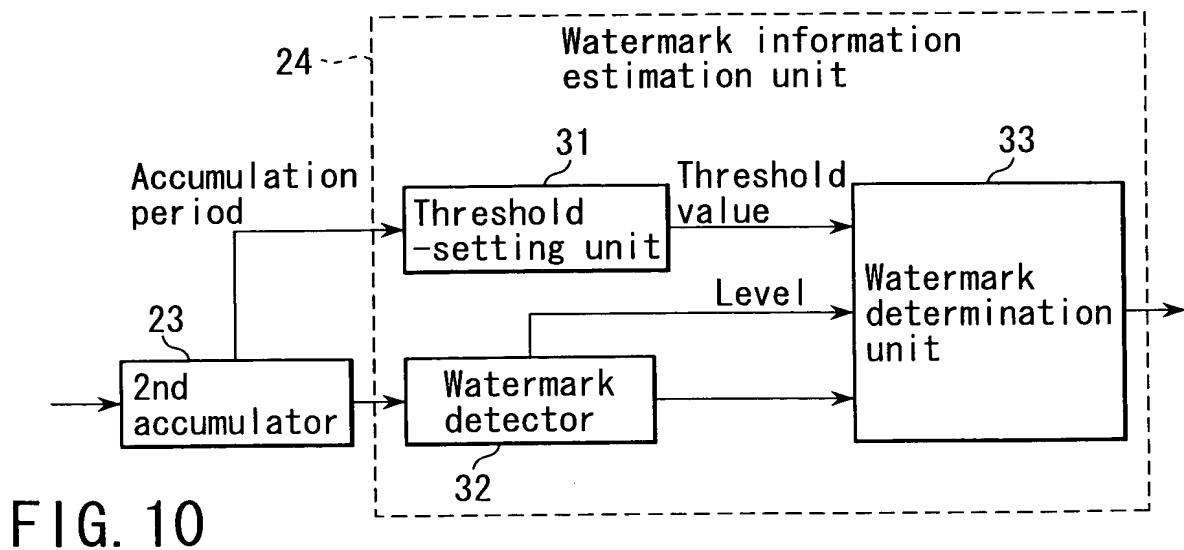 24
Watermark information
estimation unit
31
33
Accumulation
period
Threshold
-setting unit
Threshold
value
Level
Watermark
determination
unit
23
2nd
accumulator
Watermark
detector
32
FIG. 10